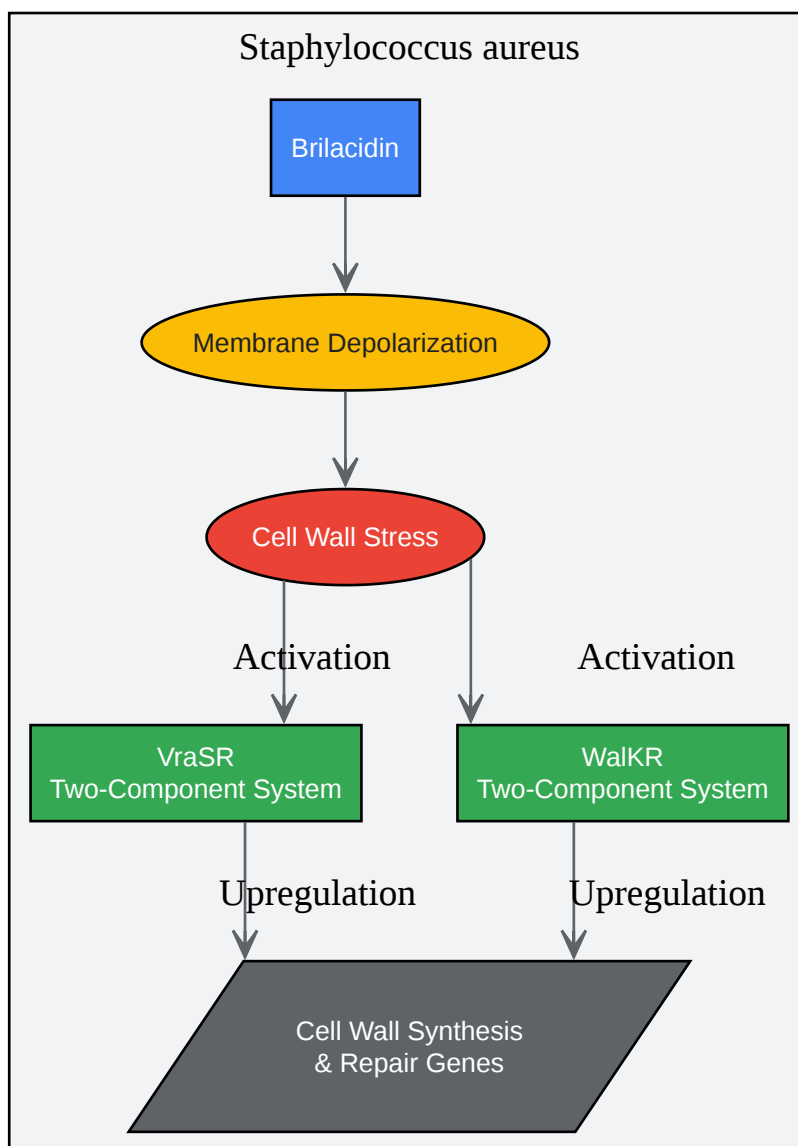 Staphylococcus aureus
Brilacidin
Membrane Depolarization
Cell Wall Stress
Activation
Activation
VraSR
Two-Component System
WalKR
Two-Component System
Upregulation
Upregulation
Cell Wall Synthesis
& Repair Genes